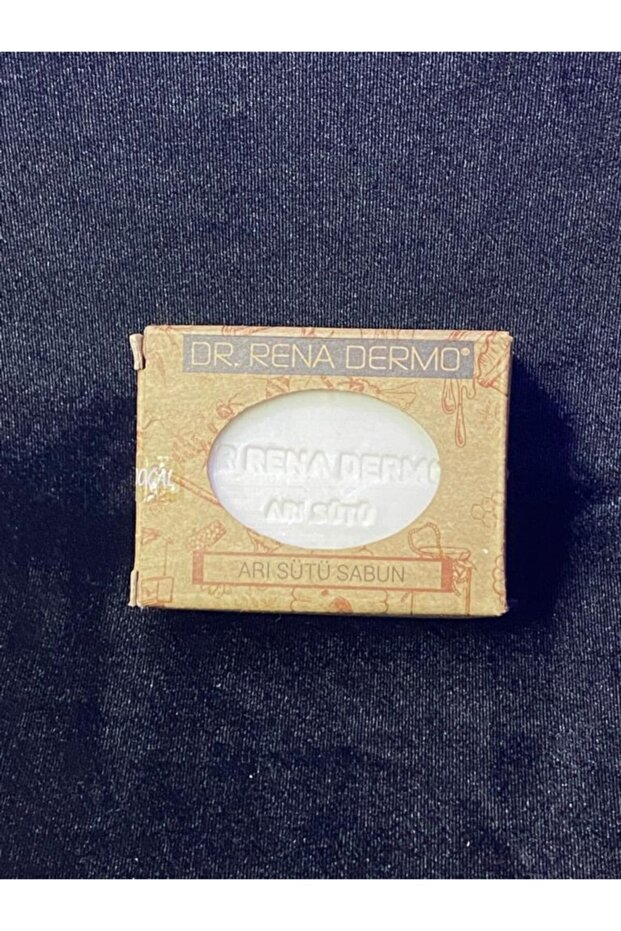 DR. RENA DERMO®
R RENA DERMO
ARI SÜTÜ
ARI SÜTÜ SABUN